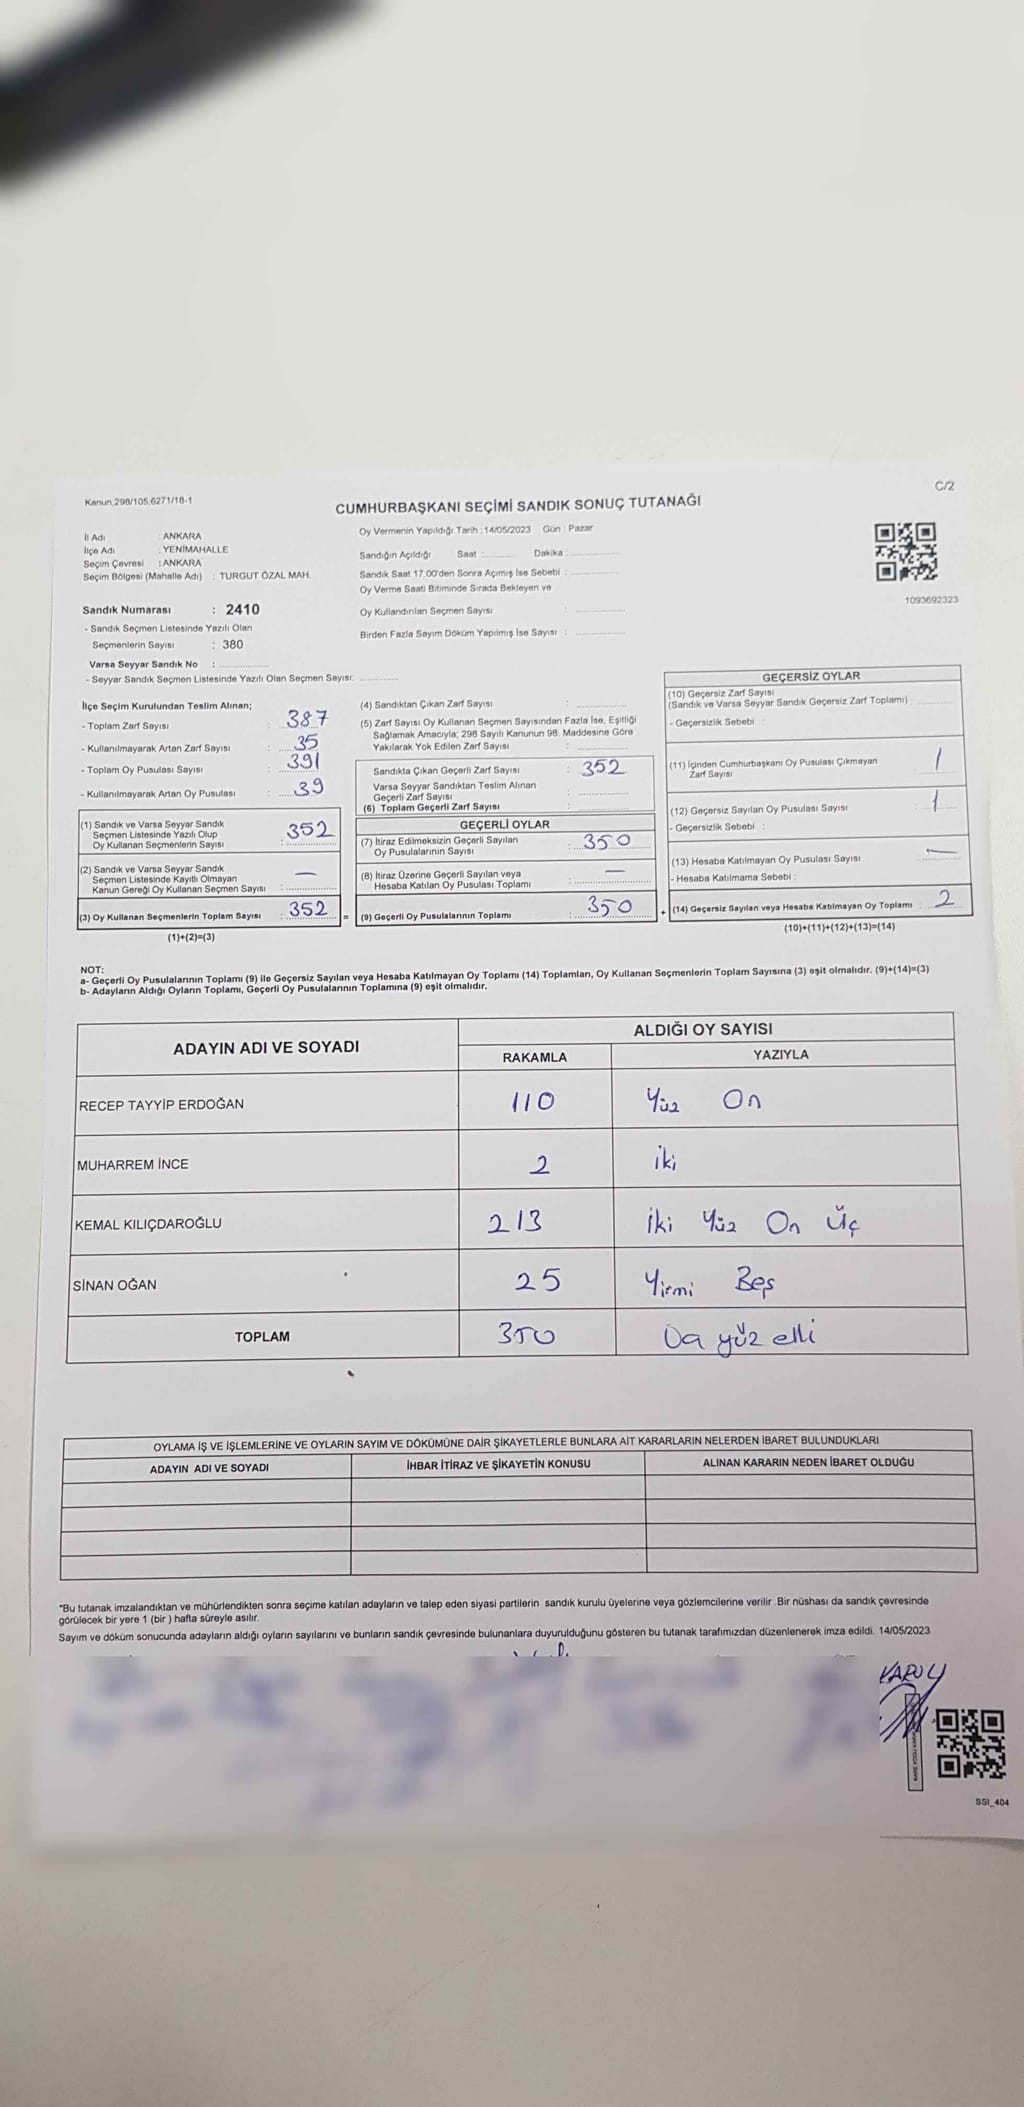 Kanun,298/105,6271/16-1
C/2
CUMHURBAŞKANI SEÇİMİ SANDIK SONUÇ TUTANAĞI
İl Adı : ANKARA
İlçe Adı : YENİMAHALLE
Seçim Çevresi : ANKARA
Seçim Bölgesi (Mahalle Adı) : TURGUT ÖZAL MAH.
Sandık Numarası : 2410
- Sandık Seçmen Listesinde Yazılı Olan
Seçmenlerin Sayısı : 380
Varsa Seyyar Sandık No :
- Seyyar Sandık Seçmen Listesinde Yazılı Olan Seçmen Sayısı:
Oy Vermenin Yapıldığı Tarih : 14/05/2023 Gün : Pazar
Sandığın Açıldığı Saat : Dakika :
Sandık Saat 17.00'den Sonra Açımış İse Sebebi :
Oy Verme Saati Bitiminde Sırada Bekleyen ve
Oy Kullandırılan Seçmen Sayısı :
Birden Fazla Sayım Döküm Yapılmış İse Sayısı :
1093692323
İlçe Seçim Kurulundan Teslim Alınan;
- Toplam Zarf Sayısı : 387
- Kullanılmayarak Artan Zarf Sayısı : 35
- Toplam Oy Pusulası Sayısı : 391
- Kullanılmayarak Artan Oy Pusulası : 39
(1) Sandık ve Varsa Seyyar Sandık
Seçmen Listesinde Yazılı Olup
Oy Kullanan Seçmenlerin Sayısı : 352
(2) Sandık ve Varsa Seyyar Sandık
Seçmen Listesinde Kayıtlı Olmayan
Kanun Gereği Oy Kullanan Seçmen Sayısı : —
(3) Oy Kullanan Seçmenlerin Toplam Sayısı : 352 =
(1)+(2)=(3)
(4) Sandıktan Çıkan Zarf Sayısı :
(5) Zarf Sayısı Oy Kullanan Seçmen Sayısından Fazla İse, Eşitliği
Sağlamak Amacıyla; 298 Sayılı Kanunun 98. Maddesine Göre
Yakılarak Yok Edilen Zarf Sayısı :
Sandıkta Çıkan Geçerli Zarf Sayısı : 352
Varsa Seyyar Sandıktan Teslim Alınan
Geçerli Zarf Sayısı :
(6) Toplam Geçerli Zarf Sayısı :
GEÇERLİ OYLAR
(7) İtiraz Edilmeksizin Geçerli Sayılan
Oy Pusulalarının Sayısı : 350
(8) İtiraz Üzerine Geçerli Sayılan veya
Hesaba Katılan Oy Pusulası Toplamı : —
(9) Geçerli Oy Pusulalarının Toplamı : 350 +
GEÇERSİZ OYLAR
(10) Geçersiz Zarf Sayısı
(Sandık ve Varsa Seyyar Sandık Geçersiz Zarf Toplamı) :
- Geçersizlik Sebebi :
(11) İçinden Cumhurbaşkanı Oy Pusulası Çıkmayan
Zarf Sayısı : 1
(12) Geçersiz Sayılan Oy Pusulası Sayısı : 1
- Geçersizlik Sebebi :
(13) Hesaba Katılmayan Oy Pusulası Sayısı : —
- Hesaba Katılmama Sebebi :
(14) Geçersiz Sayılan veya Hesaba Katılmayan Oy Toplamı : 2
(10)+(11)+(12)+(13)=(14)
NOT:
a- Geçerli Oy Pusulalarının Toplamı (9) ile Geçersiz Sayılan veya Hesaba Katılmayan Oy Toplamı (14) Toplamları, Oy Kullanan Seçmenlerin Toplam Sayısına (3) eşit olmalıdır. (9)+(14)=(3)
b- Adayların Aldığı Oyların Toplamı, Geçerli Oy Pusulalarının Toplamına (9) eşit olmalıdır.
ADAYIN ADI VE SOYADI ALDIĞI OY SAYISI
RAKAMLA YAZIYLA
RECEP TAYYİP ERDOĞAN 110 Yüz On
MUHARREM İNCE 2 iki
KEMAL KILIÇDAROĞLU 213 İki Yüz On Üç
SİNAN OĞAN 25 Yirmi Beş
TOPLAM 350 yüz elli
OYLAMA İŞ VE İŞLEMLERİNE VE OYLARIN SAYIM VE DÖKÜMÜNE DAİR ŞİKAYETLERLE BUNLARA AİT KARARLARIN NELERDEN İBARET BULUNDUKLARI
ADAYIN ADI VE SOYADI İHBAR İTİRAZ VE ŞİKAYETİN KONUSU ALINAN KARARIN NEDEN İBARET OLDUĞU
"Bu tutanak imzalandıktan ve mühürlendikten sonra seçime katılan adayların ve talep eden siyasi partilerin sandık kurulu üyelerine veya gözlemcilerine verilir .Bir nüshası da sandık çevresinde
görülecek bir yere 1 (bir ) hafta süreyle asılır.
Sayım ve döküm sonucunda adayların aldığı oyların sayılarını ve bunların sandık çevresinde bulunanlara duyurulduğunu gösteren bu tutanak tarafımızdan düzenlenerek imza edildi. 14/05/2023
SSI_404